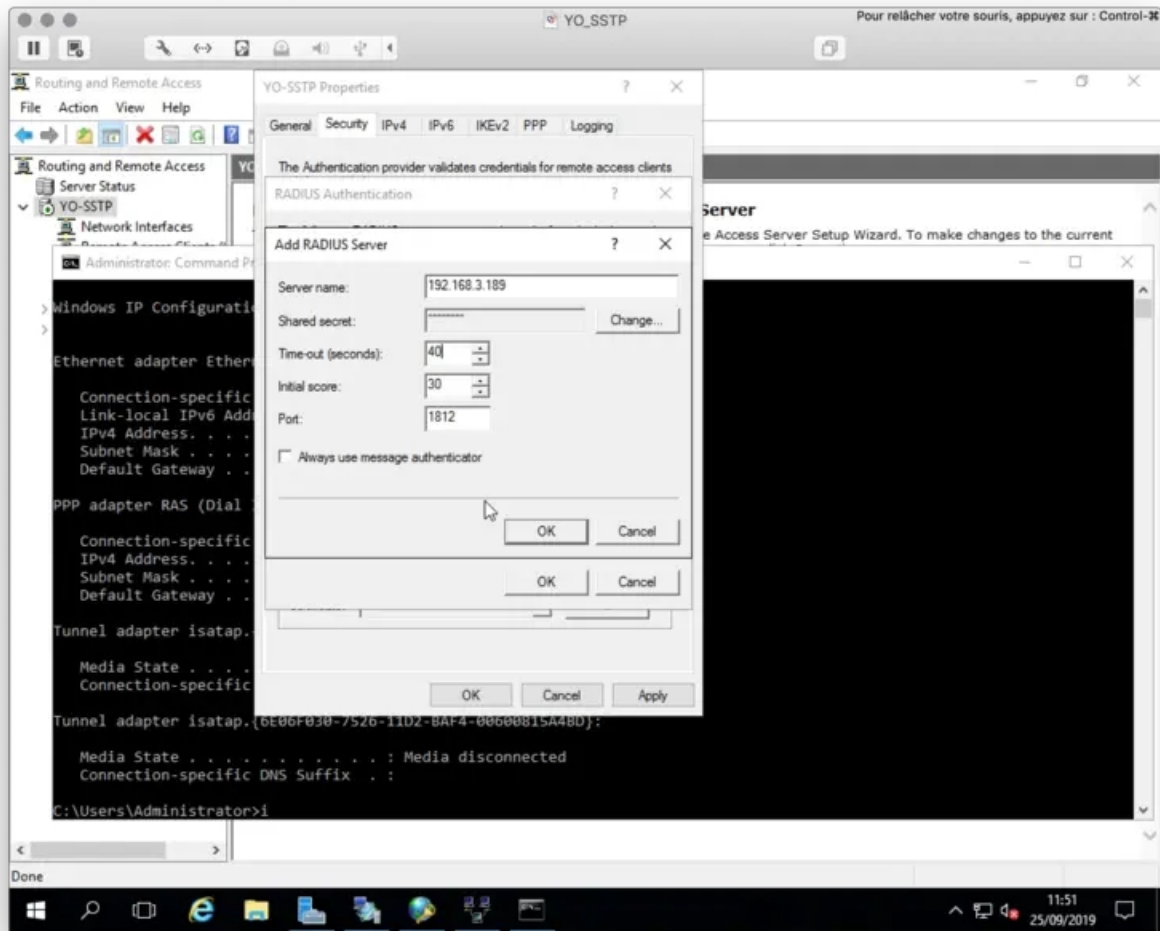 YO_SSTP
Pour relâcher votre souris, appuyez sur : Control-⌘
Routing and Remote Access
File Action View Help
Routing and Remote Access
Server Status
YO-SSTP
Network Interfaces
YO-SSTP Properties
General Security IPv4 IPv6 IKEv2 PPP Logging
The Authentication provider validates credentials for remote access clients
RADIUS Authentication
Add RADIUS Server
Server name: 192.168.3.189
Shared secret: Change...
Time-out (seconds): 40
Initial score: 30
Port: 1812
Always use message authenticator
OK Cancel
OK Cancel
OK Cancel Apply
Server
e Access Server Setup Wizard. To make changes to the current
Administrator: Command Pr
Windows IP Configuratio
Ethernet adapter Ether
Connection-specific
Link-local IPv6 Add
IPv4 Address. . . .
Subnet Mask . . . .
Default Gateway . .
PPP adapter RAS (Dial
Connection-specific
IPv4 Address. . . .
Subnet Mask . . . .
Default Gateway . .
Tunnel adapter isatap.
Media State . . . .
Connection-specific
Tunnel adapter isatap.{6E06F030-7526-11D2-BAF4-00600815A4BD}:
Media State . . . . . . . . . . . : Media disconnected
Connection-specific DNS Suffix . :
C:\Users\Administrator>i
Done
11:51
25/09/2019